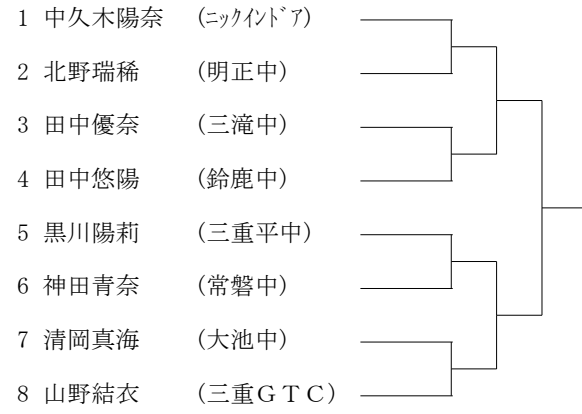 1 中久木陽奈 (ニックインドア)
2 北野瑞稀 (明正中)
3 田中優奈 (三滝中)
4 田中悠陽 (鈴鹿中)
5 黒川陽莉 (三重平中)
6 神田青奈 (常磐中)
7 清岡真海 (大池中)
8 山野結衣 (三重ＧＴＣ)